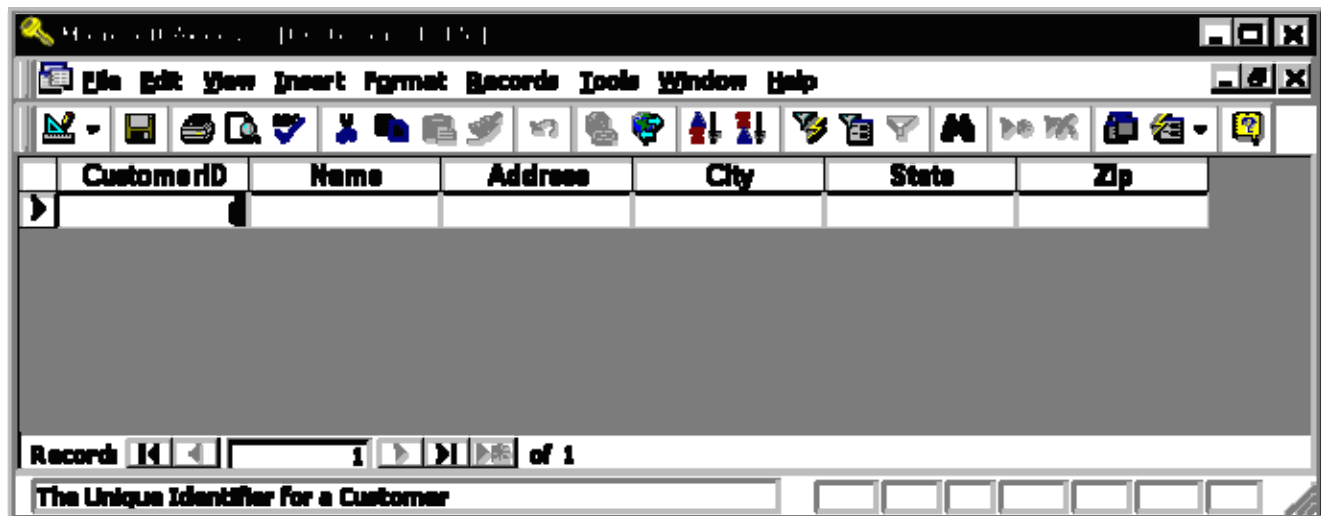 File Edit View Insert Format Records Tools Window Help
CustomerID Name Address City State Zip
Record: 1 of 1
The Unique Identifier for a Customer